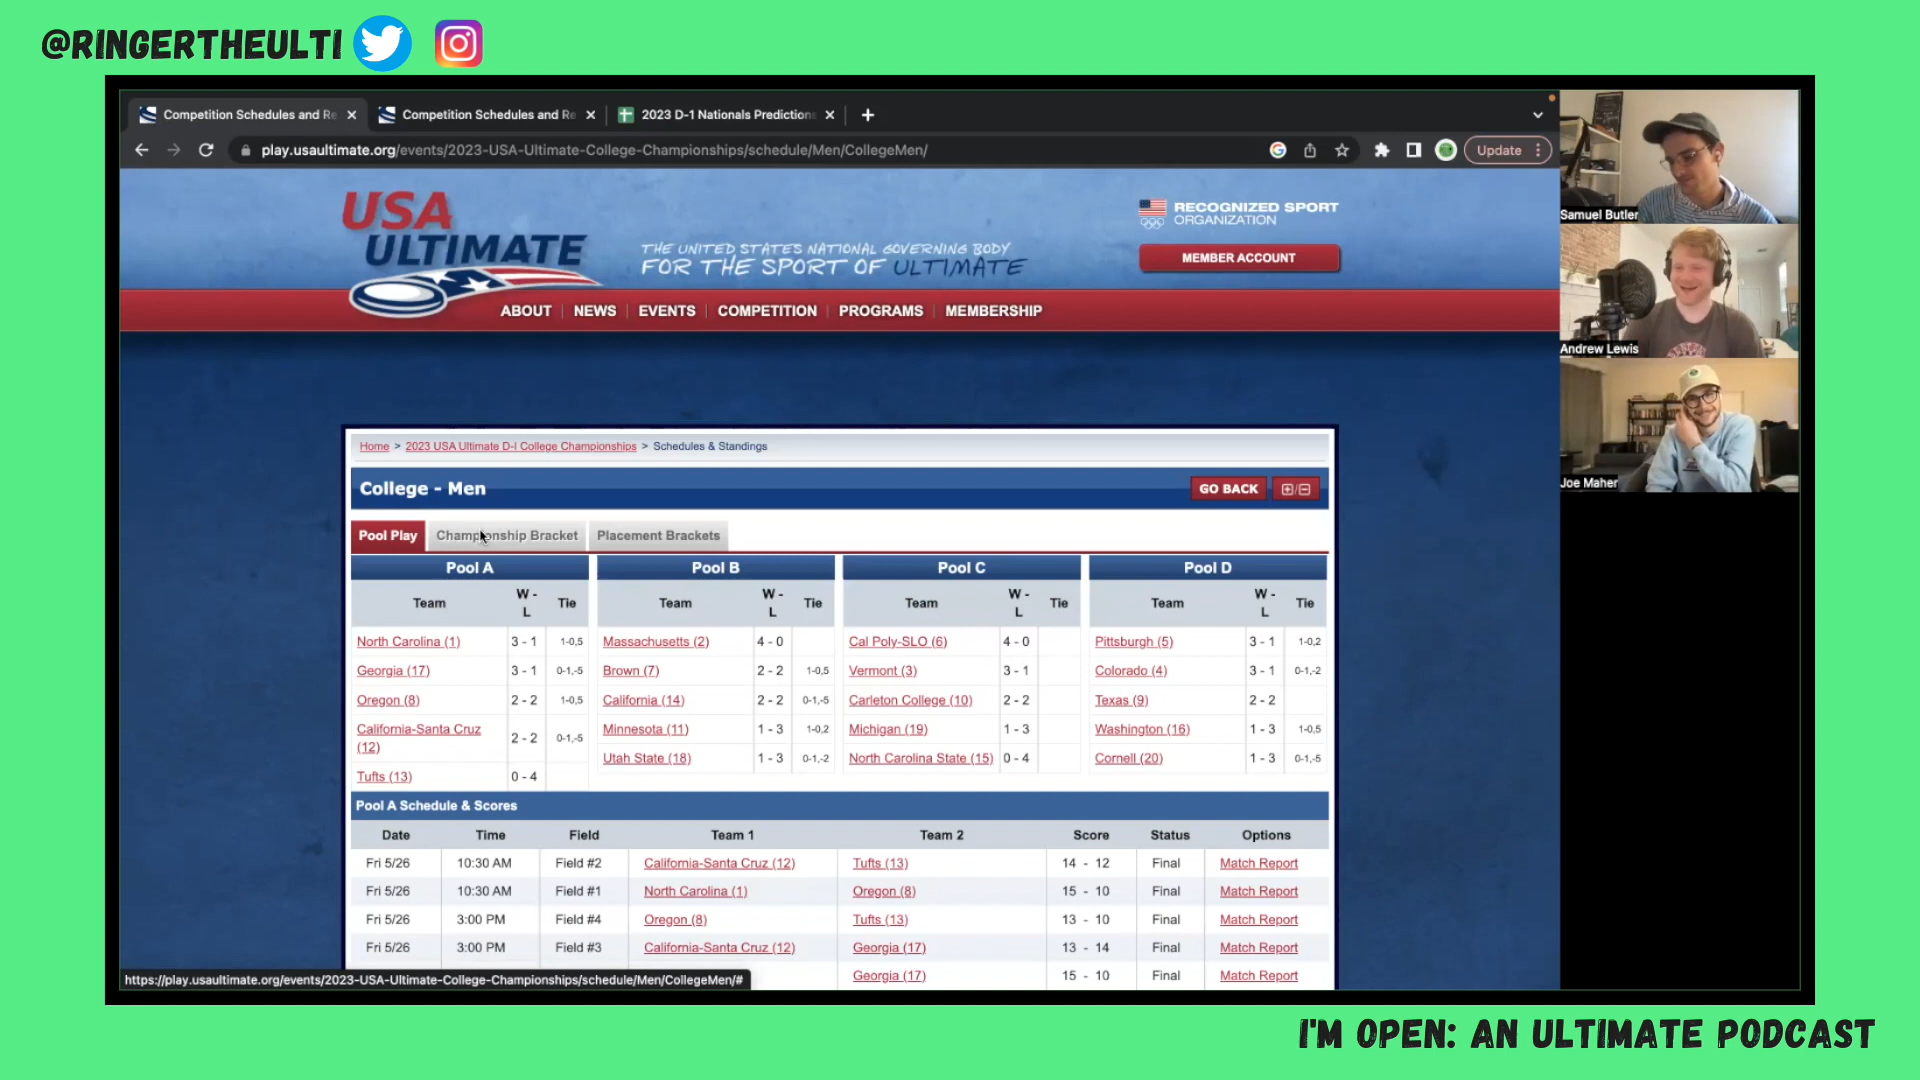 @RINGERTHEULTI
Competition Schedules and Re
Competition Schedules and Re
2023 D-1 Nationals Prediction
play.usaultimate.org/events/2023-USA-Ultimate-College-Championships/schedule/Men/CollegeMen/
Update
USA
ULTIMATE
THE UNITED STATES NATIONAL GOVERNING BODY
FOR THE SPORT OF ULTIMATE
RECOGNIZED SPORT
ORGANIZATION
MEMBER ACCOUNT
ABOUT | NEWS | EVENTS | COMPETITION | PROGRAMS | MEMBERSHIP
Samuel Butler
Andrew Lewis
Joe Maher
Home > 2023 USA Ultimate D-I College Championships > Schedules & Standings
College - Men
GO BACK
Pool Play Championship Bracket Placement Brackets
Pool A
Team W - L Tie
North Carolina (1) 3 - 1 1-0,5
Georgia (17) 3 - 1 0-1,-5
Oregon (8) 2 - 2 1-0,5
California-Santa Cruz
(12) 2 - 2 0-1,-5
Tufts (13) 0 - 4
Pool B
Team W - L Tie
Massachusetts (2) 4 - 0
Brown (7) 2 - 2 1-0,5
California (14) 2 - 2 0-1,-5
Minnesota (11) 1 - 3 1-0,2
Utah State (18) 1 - 3 0-1,-2
Pool C
Team W - L Tie
Cal Poly-SLO (6) 4 - 0
Vermont (3) 3 - 1
Carleton College (10) 2 - 2
Michigan (19) 1 - 3
North Carolina State (15) 0 - 4
Pool D
Team W - L Tie
Pittsburgh (5) 3 - 1 1-0,2
Colorado (4) 3 - 1 0-1,-2
Texas (9) 2 - 2
Washington (16) 1 - 3 1-0,5
Cornell (20) 1 - 3 0-1,-5
Pool A Schedule & Scores
Date Time Field Team 1 Team 2 Score Status Options
Fri 5/26 10:30 AM Field #2 California-Santa Cruz (12) Tufts (13) 14 - 12 Final Match Report
Fri 5/26 10:30 AM Field #1 North Carolina (1) Oregon (8) 15 - 10 Final Match Report
Fri 5/26 3:00 PM Field #4 Oregon (8) Tufts (13) 13 - 10 Final Match Report
Fri 5/26 3:00 PM Field #3 California-Santa Cruz (12) Georgia (17) 13 - 14 Final Match Report
Georgia (17) 15 - 10 Final Match Report
https://play.usaultimate.org/events/2023-USA-Ultimate-College-Championships/schedule/Men/CollegeMen/#
I'M OPEN: AN ULTIMATE PODCAST